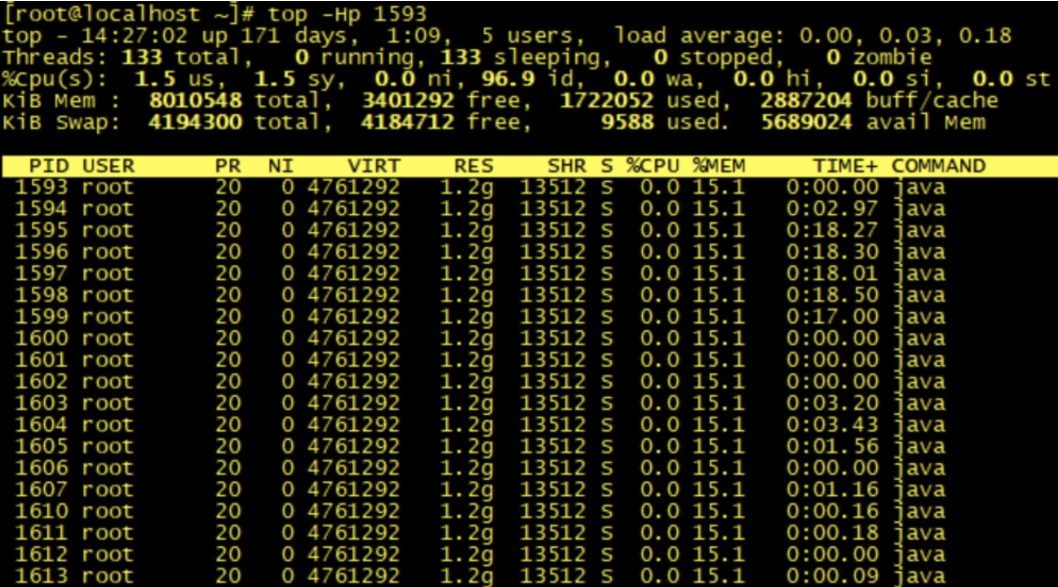 [root@localhost ~]# top -Hp 1593
top - 14:27:02 up 171 days,  1:09,  5 users,  load average: 0.00, 0.03, 0.18
Threads: 133 total,   0 running, 133 sleeping,   0 stopped,   0 zombie
%Cpu(s):  1.5 us,  1.5 sy,  0.0 ni, 96.9 id,  0.0 wa,  0.0 hi,  0.0 si,  0.0 st
KiB Mem :  8010548 total,  3401292 free,  1722052 used,  2887204 buff/cache
KiB Swap:  4194300 total,  4184712 free,     9588 used.  5689024 avail Mem
PID USER      PR  NI    VIRT    RES    SHR S %CPU %MEM     TIME+ COMMAND
1593 root      20   0 4761292   1.2g  13512 S  0.0 15.1   0:00.00 java
1594 root      20   0 4761292   1.2g  13512 S  0.0 15.1   0:02.97 java
1595 root      20   0 4761292   1.2g  13512 S  0.0 15.1   0:18.27 java
1596 root      20   0 4761292   1.2g  13512 S  0.0 15.1   0:18.30 java
1597 root      20   0 4761292   1.2g  13512 S  0.0 15.1   0:18.01 java
1598 root      20   0 4761292   1.2g  13512 S  0.0 15.1   0:18.50 java
1599 root      20   0 4761292   1.2g  13512 S  0.0 15.1   0:17.00 java
1600 root      20   0 4761292   1.2g  13512 S  0.0 15.1   0:00.00 java
1601 root      20   0 4761292   1.2g  13512 S  0.0 15.1   0:00.00 java
1602 root      20   0 4761292   1.2g  13512 S  0.0 15.1   0:00.00 java
1603 root      20   0 4761292   1.2g  13512 S  0.0 15.1   0:03.20 java
1604 root      20   0 4761292   1.2g  13512 S  0.0 15.1   0:03.43 java
1605 root      20   0 4761292   1.2g  13512 S  0.0 15.1   0:01.56 java
1606 root      20   0 4761292   1.2g  13512 S  0.0 15.1   0:00.00 java
1607 root      20   0 4761292   1.2g  13512 S  0.0 15.1   0:01.16 java
1610 root      20   0 4761292   1.2g  13512 S  0.0 15.1   0:00.16 java
1611 root      20   0 4761292   1.2g  13512 S  0.0 15.1   0:00.18 java
1612 root      20   0 4761292   1.2g  13512 S  0.0 15.1   0:00.00 java
1613 root      20   0 4761292   1.2g  13512 S  0.0 15.1   0:00.09 java